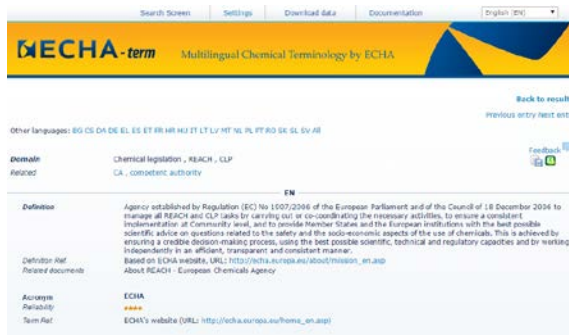 Search Screen Settings Download data Documentation English (EN)
ECHA-term Multilingual Chemical Terminology by ECHA
Back to result
Previous entry Next ent
Other languages: BG CS DA DE EL ES ET FI FR HR HU IT LT LV MT NL PL PT RO SK SL SV All
Feedback
Domain Chemical legislation , REACH , CLP
Related CA , competent authority
EN
Definition Agency established by Regulation (EC) No 1907/2006 of the European Parliament and of the Council of 18 December 2006 to
manage all REACH and CLP tasks by carrying out or co-ordinating the necessary activities, to ensure a consistent
implementation at Community level, and to provide Member States and the European institutions with the best possible
scientific advice on questions related to the safety and the socio-economic aspects of the use of chemicals. This is achieved by
ensuring a credible decision-making process, using the best possible scientific, technical and regulatory capacities and by working
independently in an efficient, transparent and consistent manner.
Definition Ref. Based on ECHA website, URL: http://echa.europa.eu/about/mission_en.asp
Related documents About REACH - European Chemicals Agency
Acronym ECHA
Reliability
Term Ref. ECHA's website (URL: http://echa.europa.eu/home_en.asp)